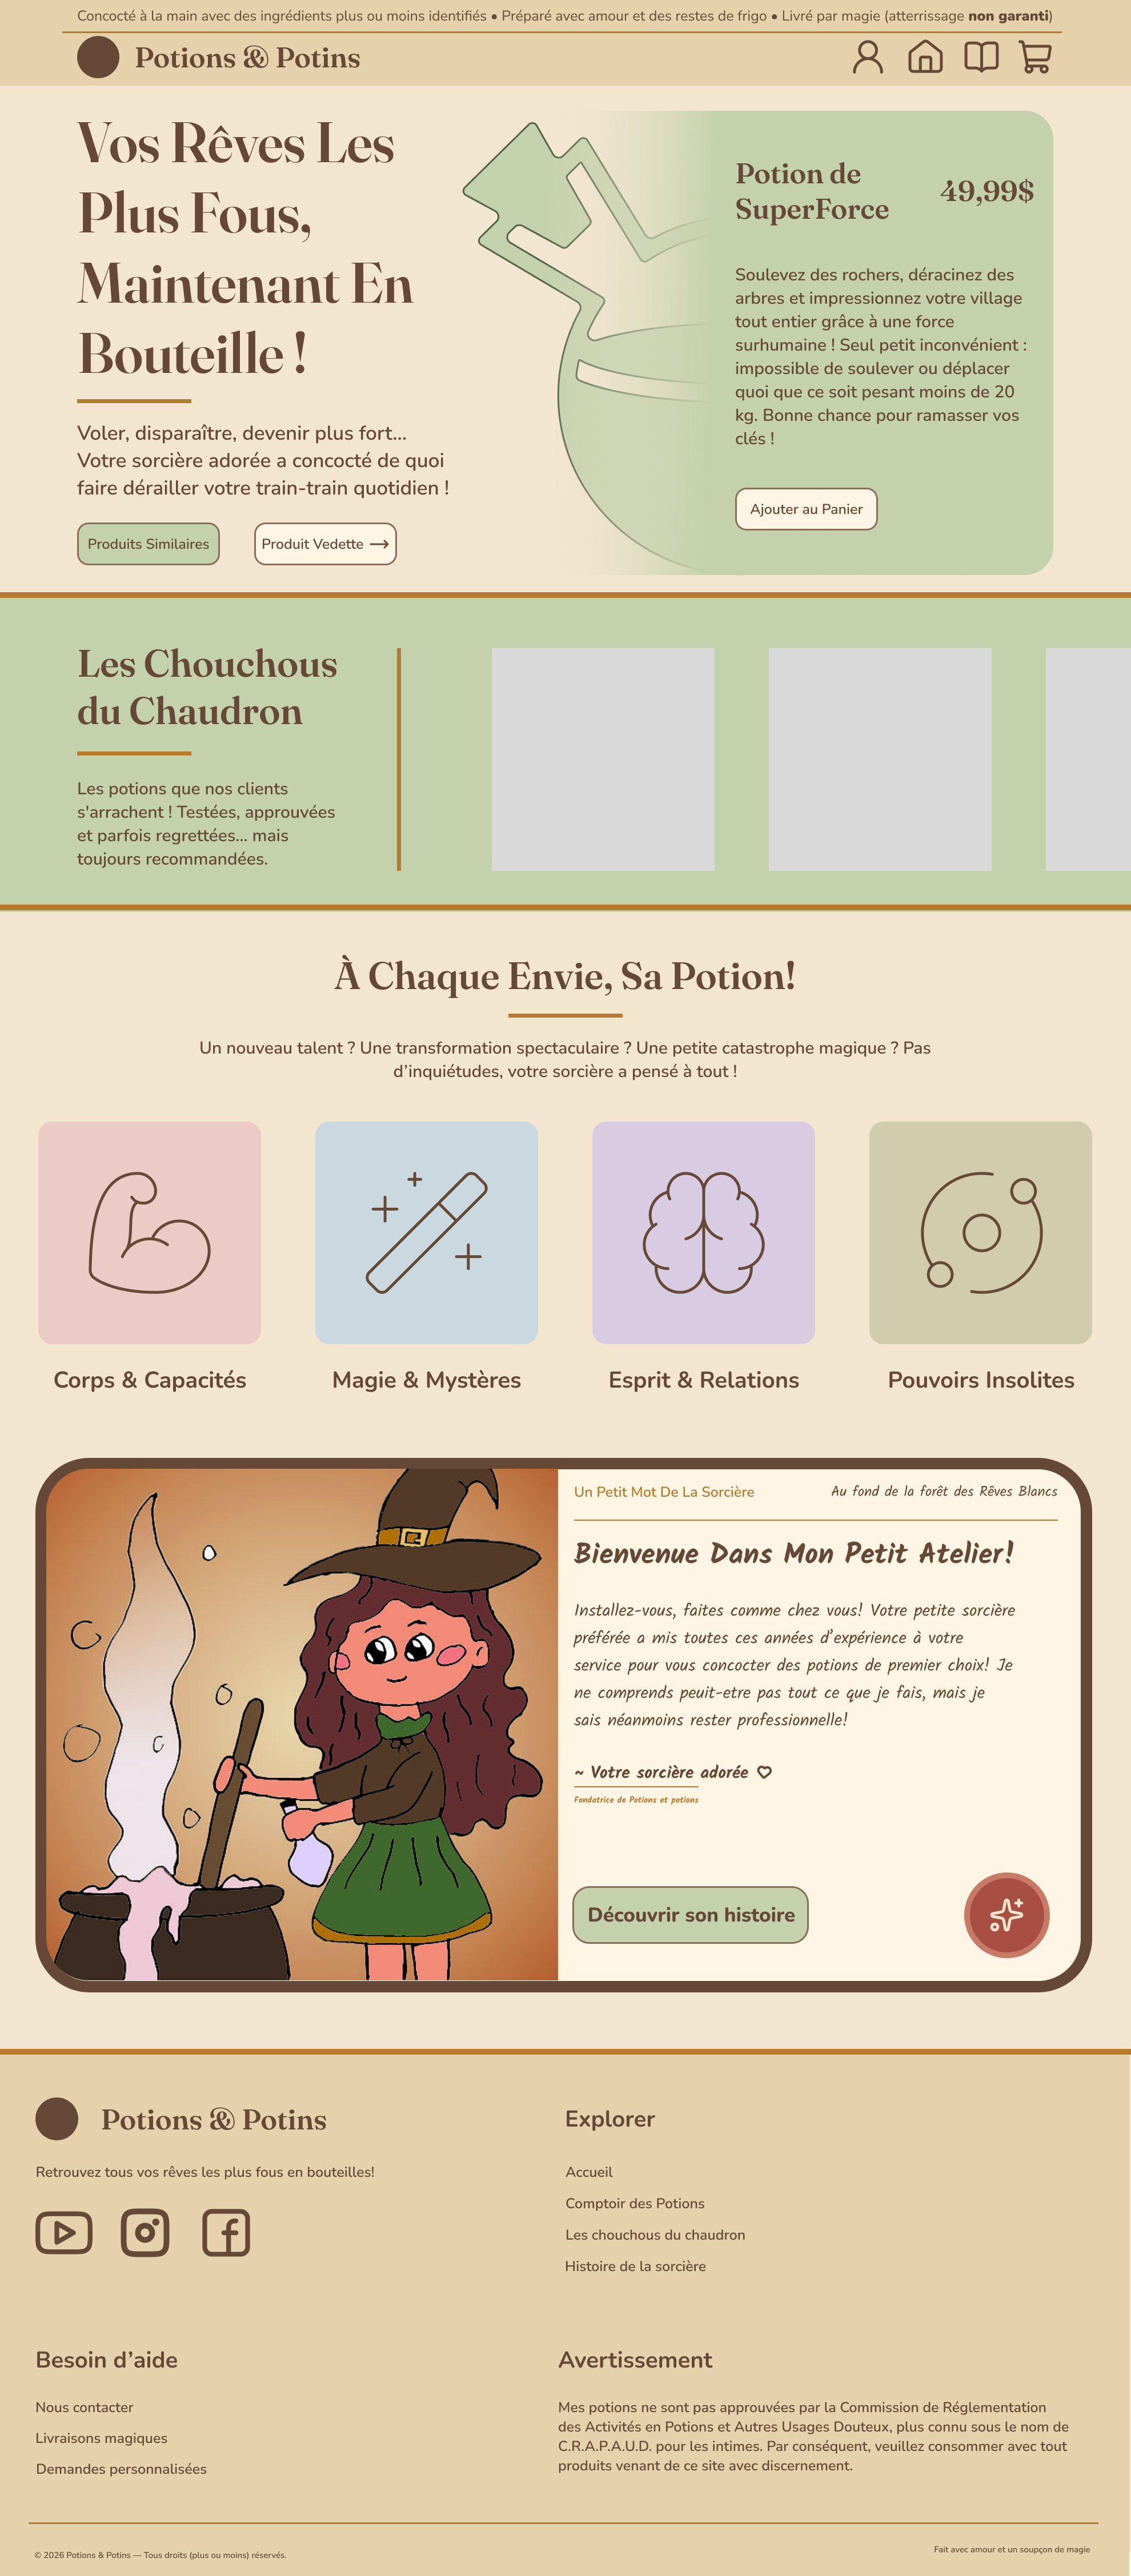 Concocté à la main avec des ingrédients plus ou moins identifiés • Préparé avec amour et des restes de frigo • Livré par magie (atterrissage non garanti)
Potions & Potins
Vos Rêves Les
Plus Fous,
Maintenant En
Bouteille !
Voler, disparaître, devenir plus fort...
Votre sorcière adorée a concocté de quoi
faire dérailler votre train-train quotidien !
Produits Similaires
Produit Vedette ⟶
Potion de
SuperForce
49,99$
Soulevez des rochers, déracinez des
arbres et impressionnez votre village
tout entier grâce à une force
surhumaine ! Seul petit inconvénient :
impossible de soulever ou déplacer
quoi que ce soit pesant moins de 20
kg. Bonne chance pour ramasser vos
clés !
Ajouter au Panier
Les Chouchous
du Chaudron
Les potions que nos clients
s'arrachent ! Testées, approuvées
et parfois regrettées... mais
toujours recommandées.
À Chaque Envie, Sa Potion!
Un nouveau talent ? Une transformation spectaculaire ? Une petite catastrophe magique ? Pas
d’inquiétudes, votre sorcière a pensé à tout !
Corps & Capacités
Magie & Mystères
Esprit & Relations
Pouvoirs Insolites
Un Petit Mot De La Sorcière
Au fond de la forêt des Rêves Blancs
Bienvenue Dans Mon Petit Atelier!
Installez-vous, faites comme chez vous! Votre petite sorcière
préférée a mis toutes ces années d’expérience à votre
service pour vous concocter des potions de premier choix! Je
ne comprends peuit-etre pas tout ce que je fais, mais je
sais néanmoins rester professionnelle!
~ Votre sorcière adorée ♡
Fondatrice de Potions et potions
Découvrir son histoire
Potions & Potins
Retrouvez tous vos rêves les plus fous en bouteilles!
Explorer
Accueil
Comptoir des Potions
Les chouchous du chaudron
Histoire de la sorcière
Besoin d’aide
Nous contacter
Livraisons magiques
Demandes personnalisées
Avertissement
Mes potions ne sont pas approuvées par la Commission de Réglementation
des Activités en Potions et Autres Usages Douteux, plus connu sous le nom de
C.R.A.P.A.U.D. pour les intimes. Par conséquent, veuillez consommer avec tout
produits venant de ce site avec discernement.
© 2026 Potions & Potins — Tous droits (plus ou moins) réservés.
Fait avec amour et un soupçon de magie